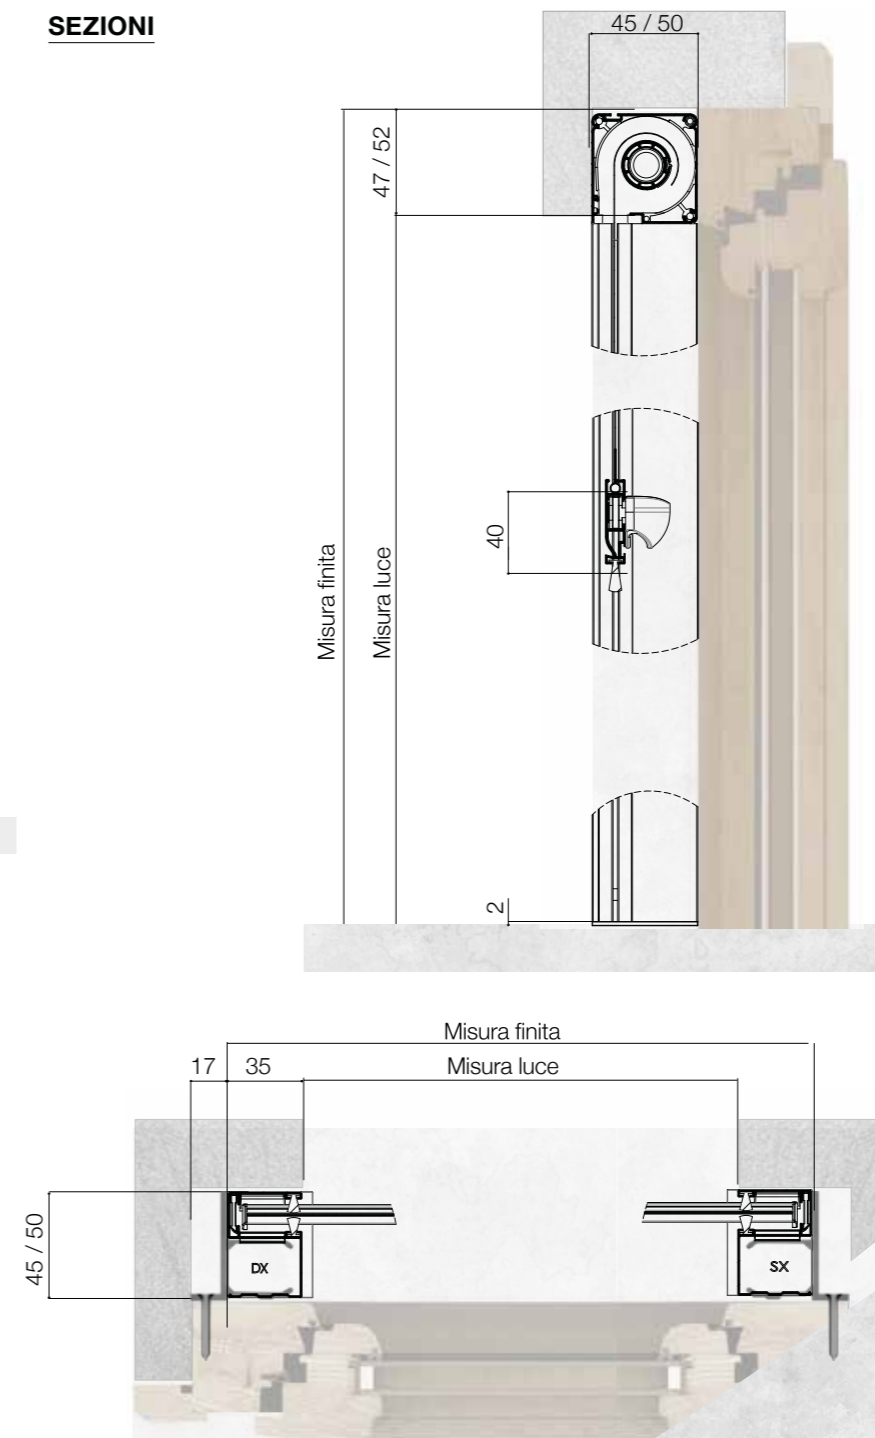 SEZIONI
45 / 50
47 / 52
Misura finita
Misura luce
40
2
Misura finita
17
35
Misura luce
45 / 50
DX
SX